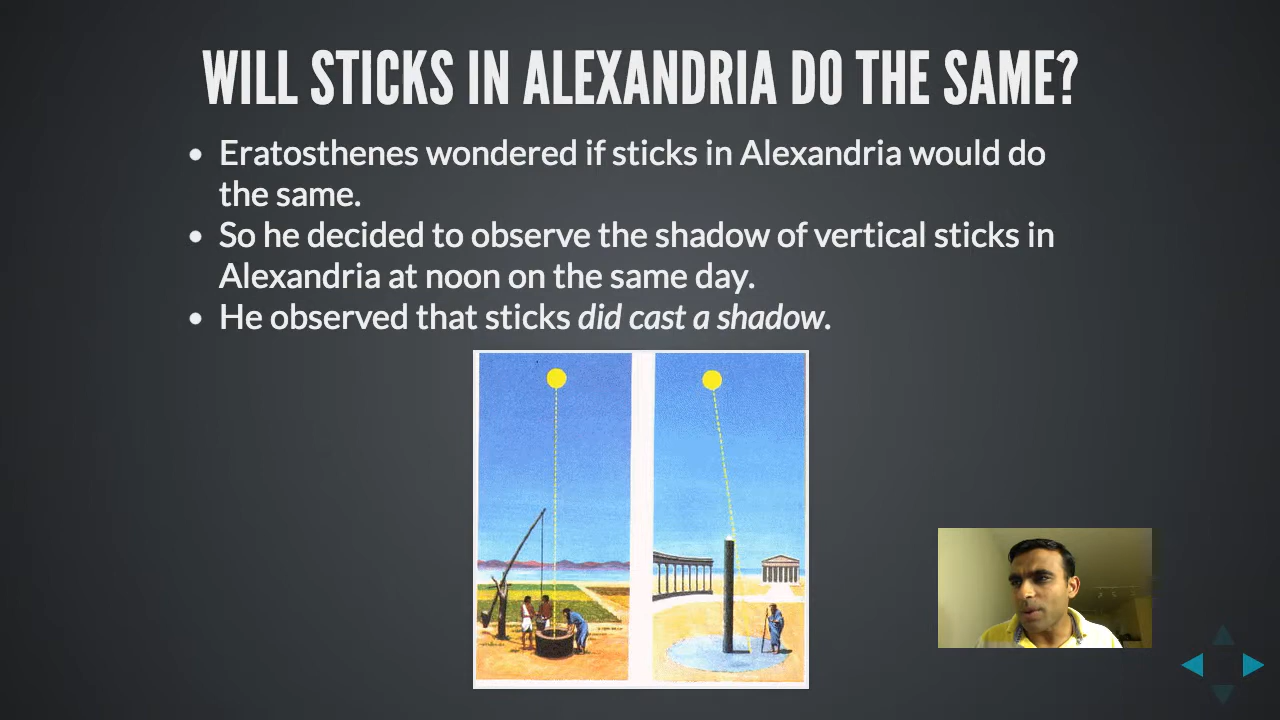 WILL STICKS IN ALEXANDRIA DO THE SAME?
• Eratosthenes wondered if sticks in Alexandria would do
the same.
• So he decided to observe the shadow of vertical sticks in
Alexandria at noon on the same day.
• He observed that sticks did cast a shadow.